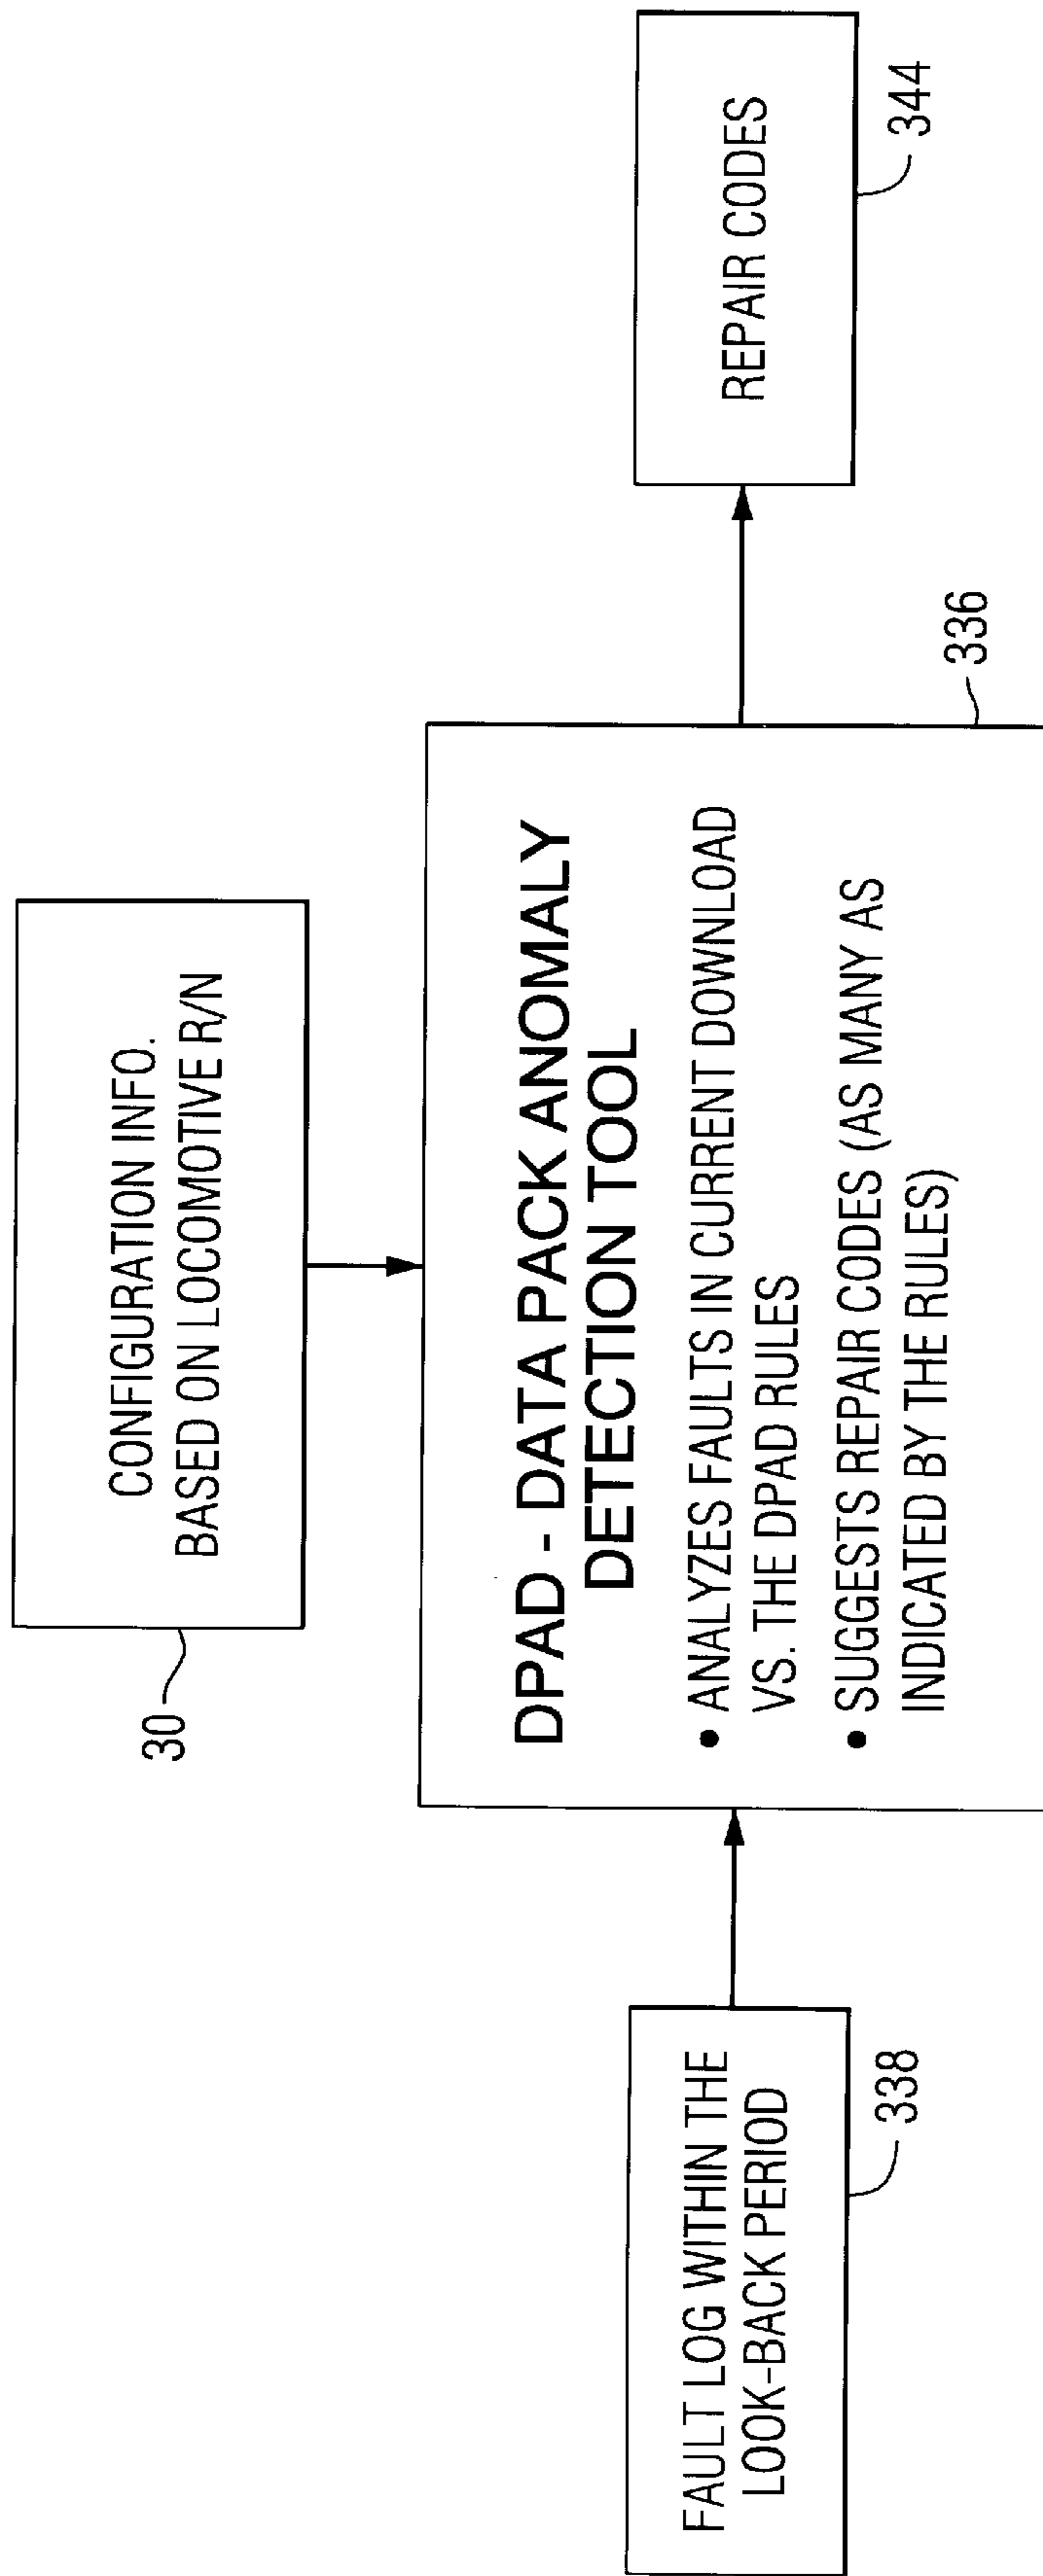 CONFIGURATION INFO.
BASED ON LOCOMOTIVE R/N
30
FAULT LOG WITHIN THE
LOOK-BACK PERIOD
338
DPAD - DATA PACK ANOMALY
DETECTION TOOL
• ANALYZES FAULTS IN CURRENT DOWNLOAD
VS. THE DPAD RULES
• SUGGESTS REPAIR CODES (AS MANY AS
INDICATED BY THE RULES)
336
REPAIR CODES
344